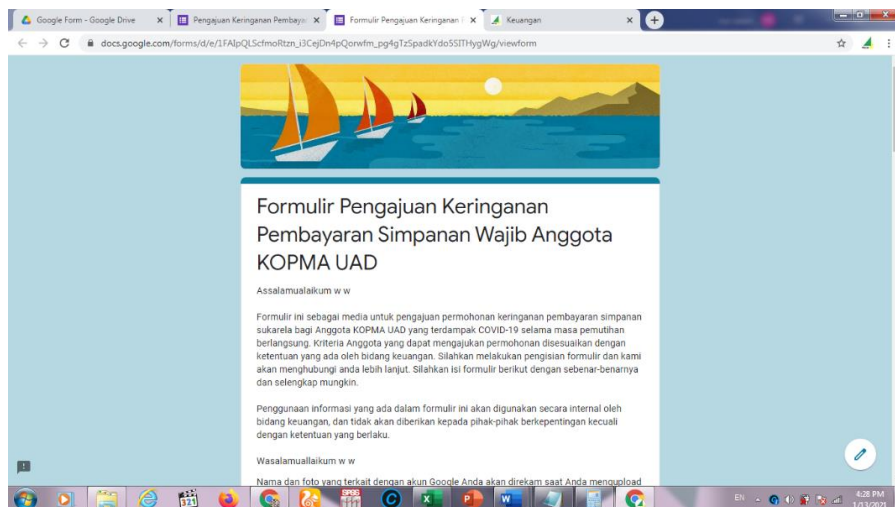 Google Form - Google Drive
Pengajuan Keringanan Pembaya
Formulir Pengajuan Keringanan
Keuangan
docs.google.com/forms/d/e/1FAIpQLScfmoRtzn_i3CejDn4pQorwfm_pg4gTzSpadkYdo5SITHygWg/viewform
Formulir Pengajuan Keringanan
Pembayaran Simpanan Wajib Anggota
KOPMA UAD
Assalamualaikum w w
Formulir ini sebagai media untuk pengajuan permohonan keringanan pembayaran simpanan
sukarela bagi Anggota KOPMA UAD yang terdampak COVID-19 selama masa pemutihan
berlangsung. Kriteria Anggota yang dapat mengajukan permohonan disesuaikan dengan
ketentuan yang ada oleh bidang keuangan. Silahkan melakukan pengisian formulir dan kami
akan menghubungi anda lebih lanjut. Silahkan isi formulir berikut dengan sebenar-benarnya
dan selengkap mungkin.
Penggunaan informasi yang ada dalam formulir ini akan digunakan secara internal oleh
bidang keuangan, dan tidak akan diberikan kepada pihak-pihak berkepentingan kecuali
dengan ketentuan yang berlaku.
Wasalamuallaikum w w
Nama dan foto yang terkait dengan akun Google Anda akan direkam saat Anda mengupload
321
SPSS
EN
4:28 PM
1/13/2021